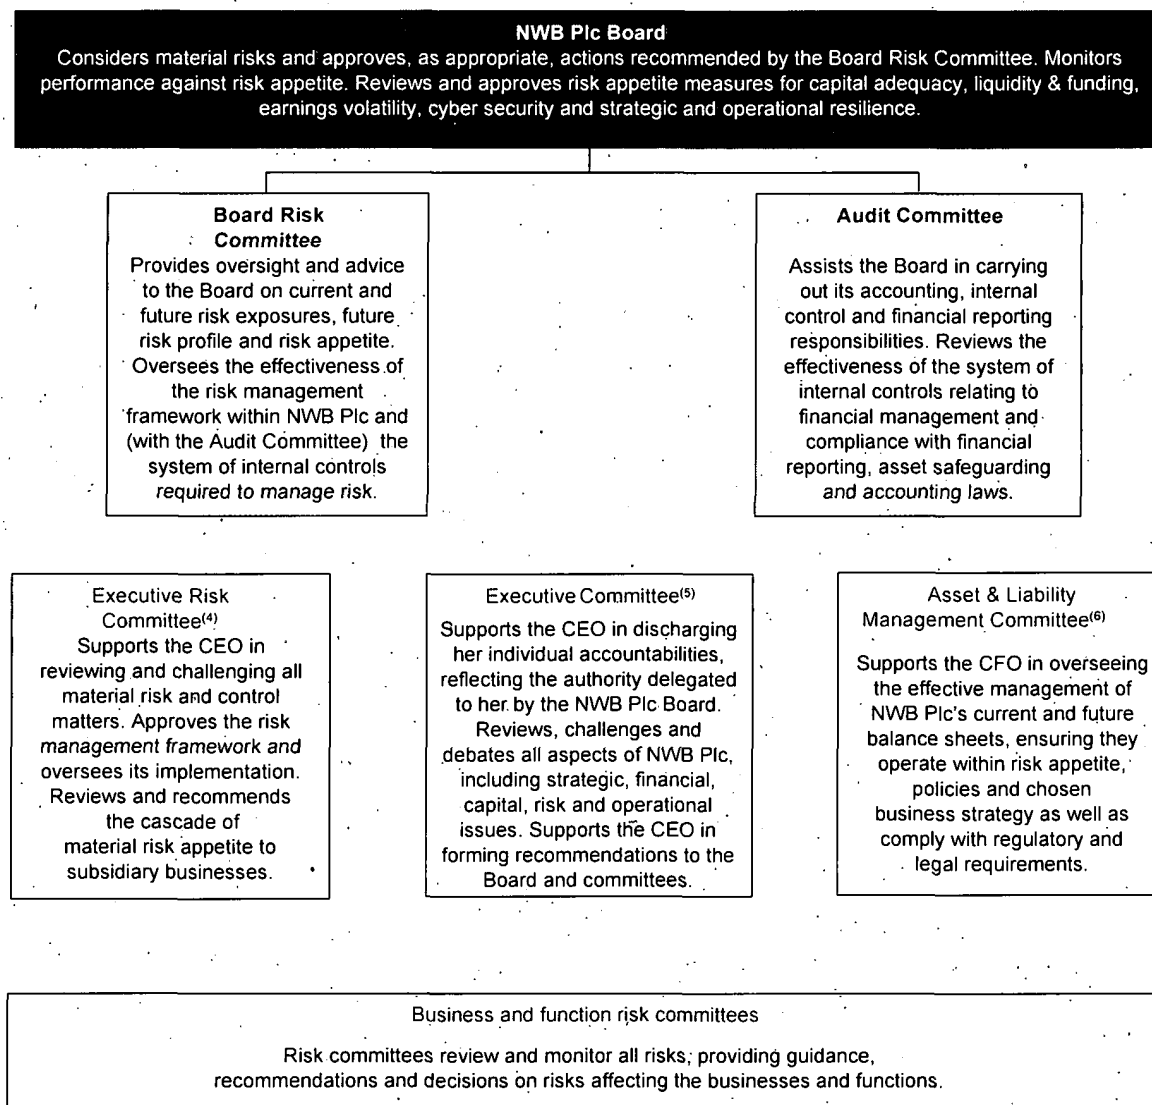 NWB Plc Board
Considers material risks and approves, as appropriate, actions recommended by the Board Risk Committee. Monitors
performance against risk appetite. Reviews and approves risk appetite measures for capital adequacy, liquidity & funding,
earnings volatility, cyber security and strategic and operational resilience.
Board Risk
Committee
Provides oversight and advice
to the Board on current and
future risk exposures, future
risk profile and risk appetite.
Oversees the effectiveness of
the risk management
framework within NWB Plc and
(with the Audit Committee) the
system of internal controls
required to manage risk.
Audit Committee
Assists the Board in carrying
out its accounting, internal
control and financial reporting
responsibilities. Reviews the
effectiveness of the system of
internal controls relating to
financial management and
compliance with financial
reporting, asset safeguarding
and accounting laws.
Executive Risk
Committee(4)
Supports the CEO in
reviewing and challenging all
material risk and control
matters. Approves the risk
management framework and
oversees its implementation.
Reviews and recommends
the cascade of
material risk appetite to
subsidiary businesses.
Executive Committee(5)
Supports the CEO in discharging
her individual accountabilities,
reflecting the authority delegated
to her by the NWB Plc Board.
Reviews, challenges and
debates all aspects of NWB Plc,
including strategic, financial,
capital, risk and operational
issues. Supports the CEO in
forming recommendations to the
Board and committees.
Asset & Liability
Management Committee(6)
Supports the CFO in overseeing
the effective management of
NWB Plc's current and future
balance sheets, ensuring they
operate within risk appetite,
policies and chosen
business strategy as well as
comply with regulatory and
legal requirements.
Business and function risk committees
Risk committees review and monitor all risks, providing guidance,
recommendations and decisions on risks affecting the businesses and functions.